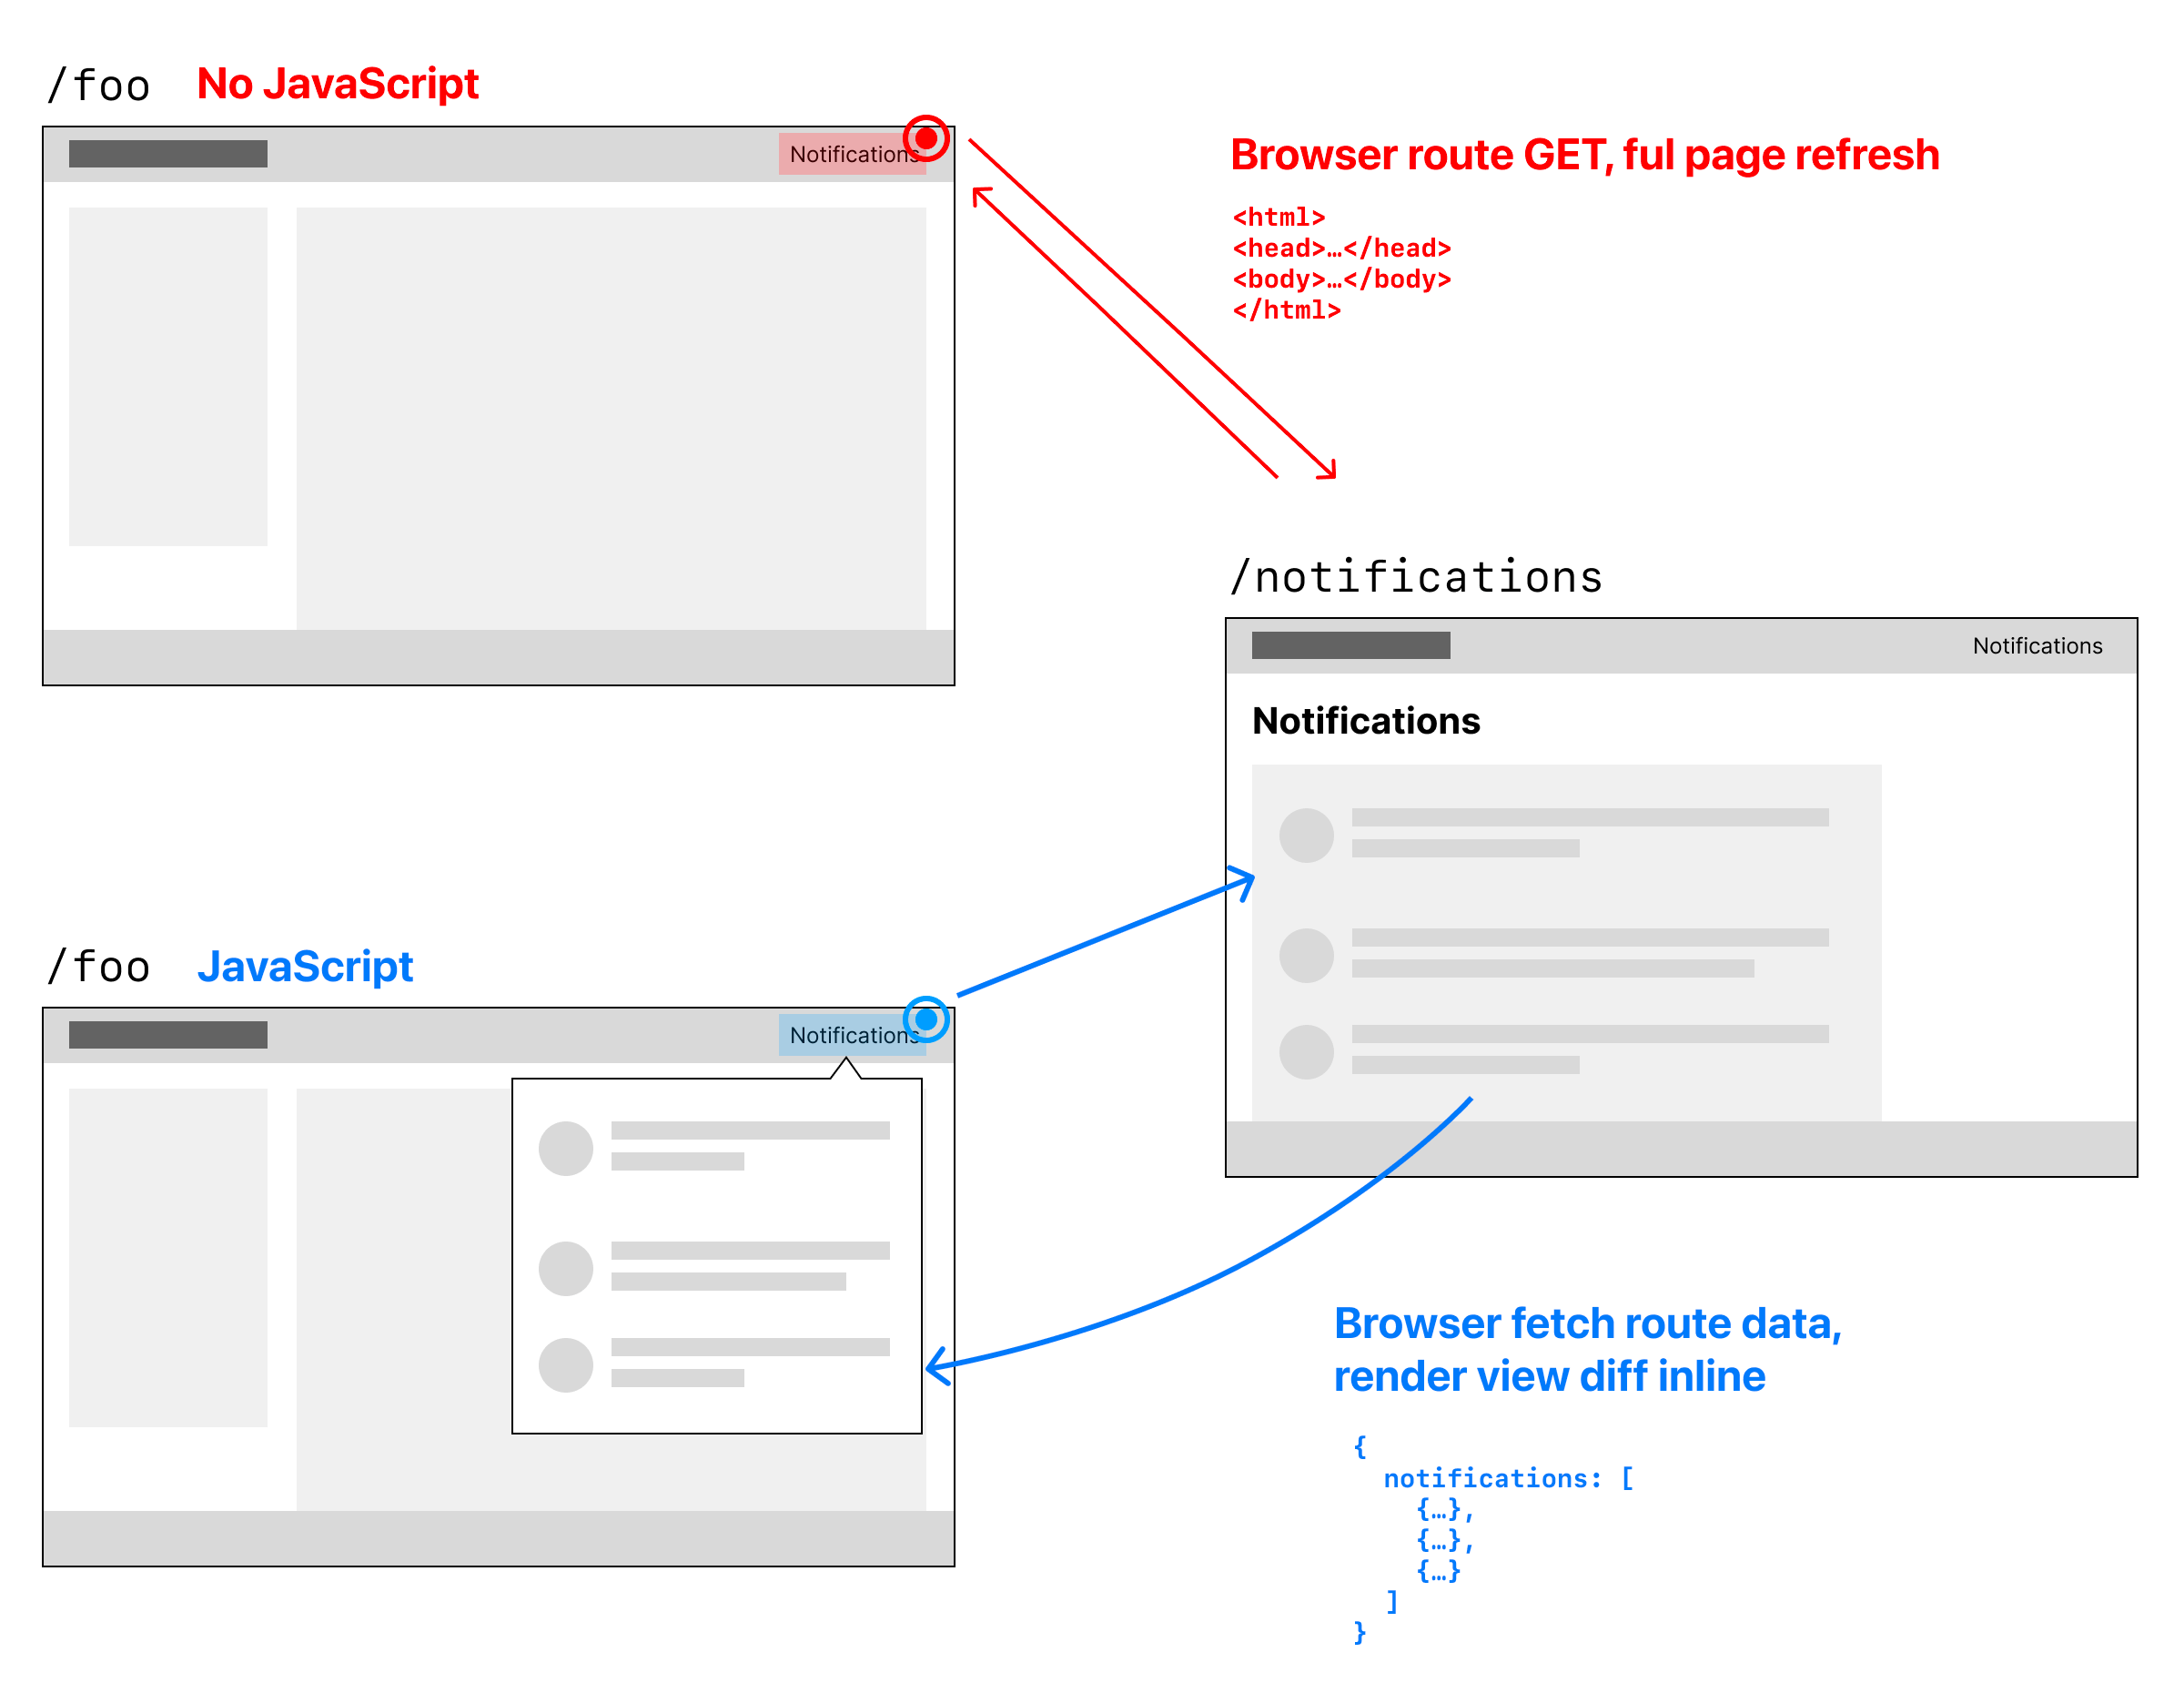 /foo No JavaScript
Notifications
Browser route GET, ful page refresh
<html>
<head>…</head>
<body>…</body>
</html>
/notifications
Notifications
Notifications
/foo JavaScript
Notifications
Browser fetch route data,
render view diff inline
{
  notifications: [
    {…},
    {…},
    {…}
  ]
}